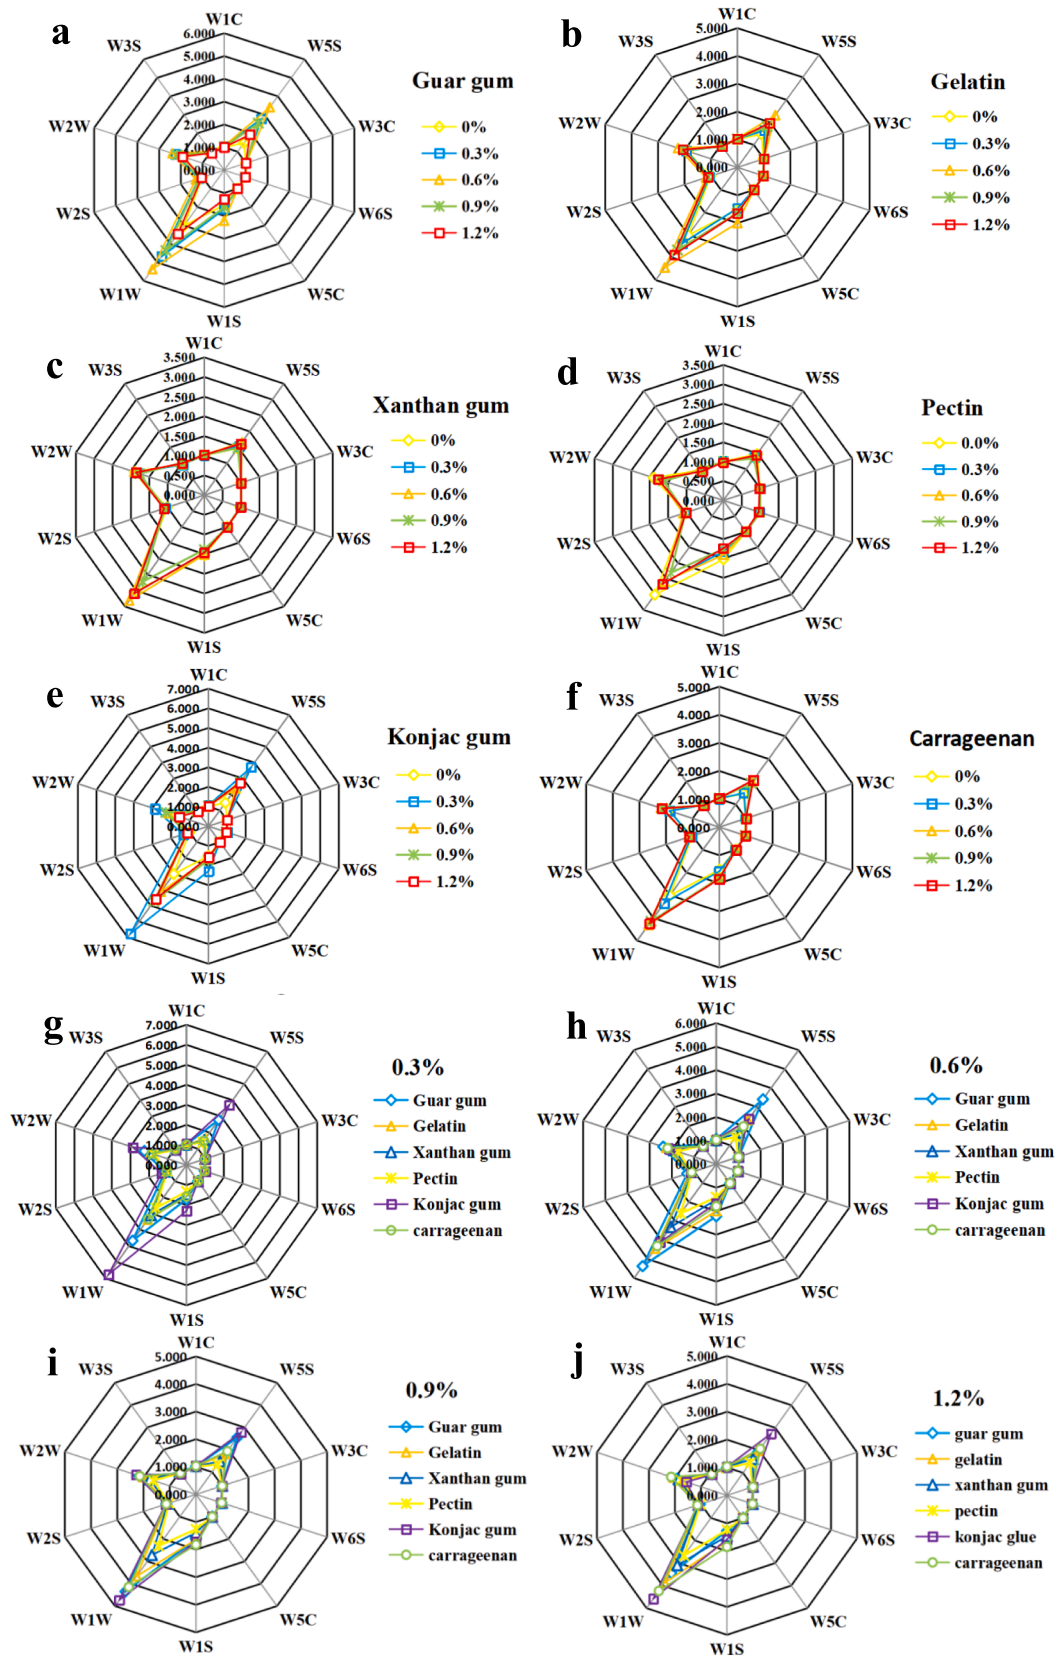 a
W1C
W5S
W3C
W6S
W5C
W1S
W1W
W2S
W2W
W3S
6.000
5.000
4.000
3.000
2.000
1.000
0.000
Guar gum
0%
0.3%
0.6%
0.9%
1.2%
b
W1C
W5S
W3C
W6S
W5C
W1S
W1W
W2S
W2W
W3S
5.000
4.000
3.000
2.000
1.000
0.000
Gelatin
0%
0.3%
0.6%
0.9%
1.2%
c
W1C
W5S
W3C
W6S
W5C
W1S
W1W
W2S
W2W
W3S
3.500
3.000
2.500
2.000
1.500
1.000
0.500
0.000
Xanthan gum
0%
0.3%
0.6%
0.9%
1.2%
d
W1C
W5S
W3C
W6S
W5C
W1S
W1W
W2S
W2W
W3S
3.500
3.000
2.500
2.000
1.500
1.000
0.500
0.000
Pectin
0.0%
0.3%
0.6%
0.9%
1.2%
e
W1C
W5S
W3C
W6S
W5C
W1S
W1W
W2S
W2W
W3S
7.000
6.000
5.000
4.000
3.000
2.000
1.000
0.000
Konjac gum
0%
0.3%
0.6%
0.9%
1.2%
f
W1C
W5S
W3C
W6S
W5C
W1S
W1W
W2S
W2W
W3S
5.000
4.000
3.000
2.000
1.000
0.000
Carrageenan
0%
0.3%
0.6%
0.9%
1.2%
g
W1C
W5S
W3C
W6S
W5C
W1S
W1W
W2S
W2W
W3S
7.000
6.000
5.000
4.000
3.000
2.000
1.000
0.000
0.3%
Guar gum
Gelatin
Xanthan gum
Pectin
Konjac gum
carrageenan
h
W1C
W5S
W3C
W6S
W5C
W1S
W1W
W2S
W2W
W3S
6.000
5.000
4.000
3.000
2.000
1.000
0.000
0.6%
Guar gum
Gelatin
Xanthan gum
Pectin
Konjac gum
carrageenan
i
W1C
W5S
W3C
W6S
W5C
W1S
W1W
W2S
W2W
W3S
5.000
4.000
3.000
2.000
1.000
0.000
0.9%
Guar gum
Gelatin
Xanthan gum
Pectin
Konjac gum
carrageenan
j
W1C
W5S
W3C
W6S
W5C
W1S
W1W
W2S
W2W
W3S
5.000
4.000
3.000
2.000
1.000
0.000
1.2%
guar gum
gelatin
xanthan gum
pectin
konjac glue
carrageenan